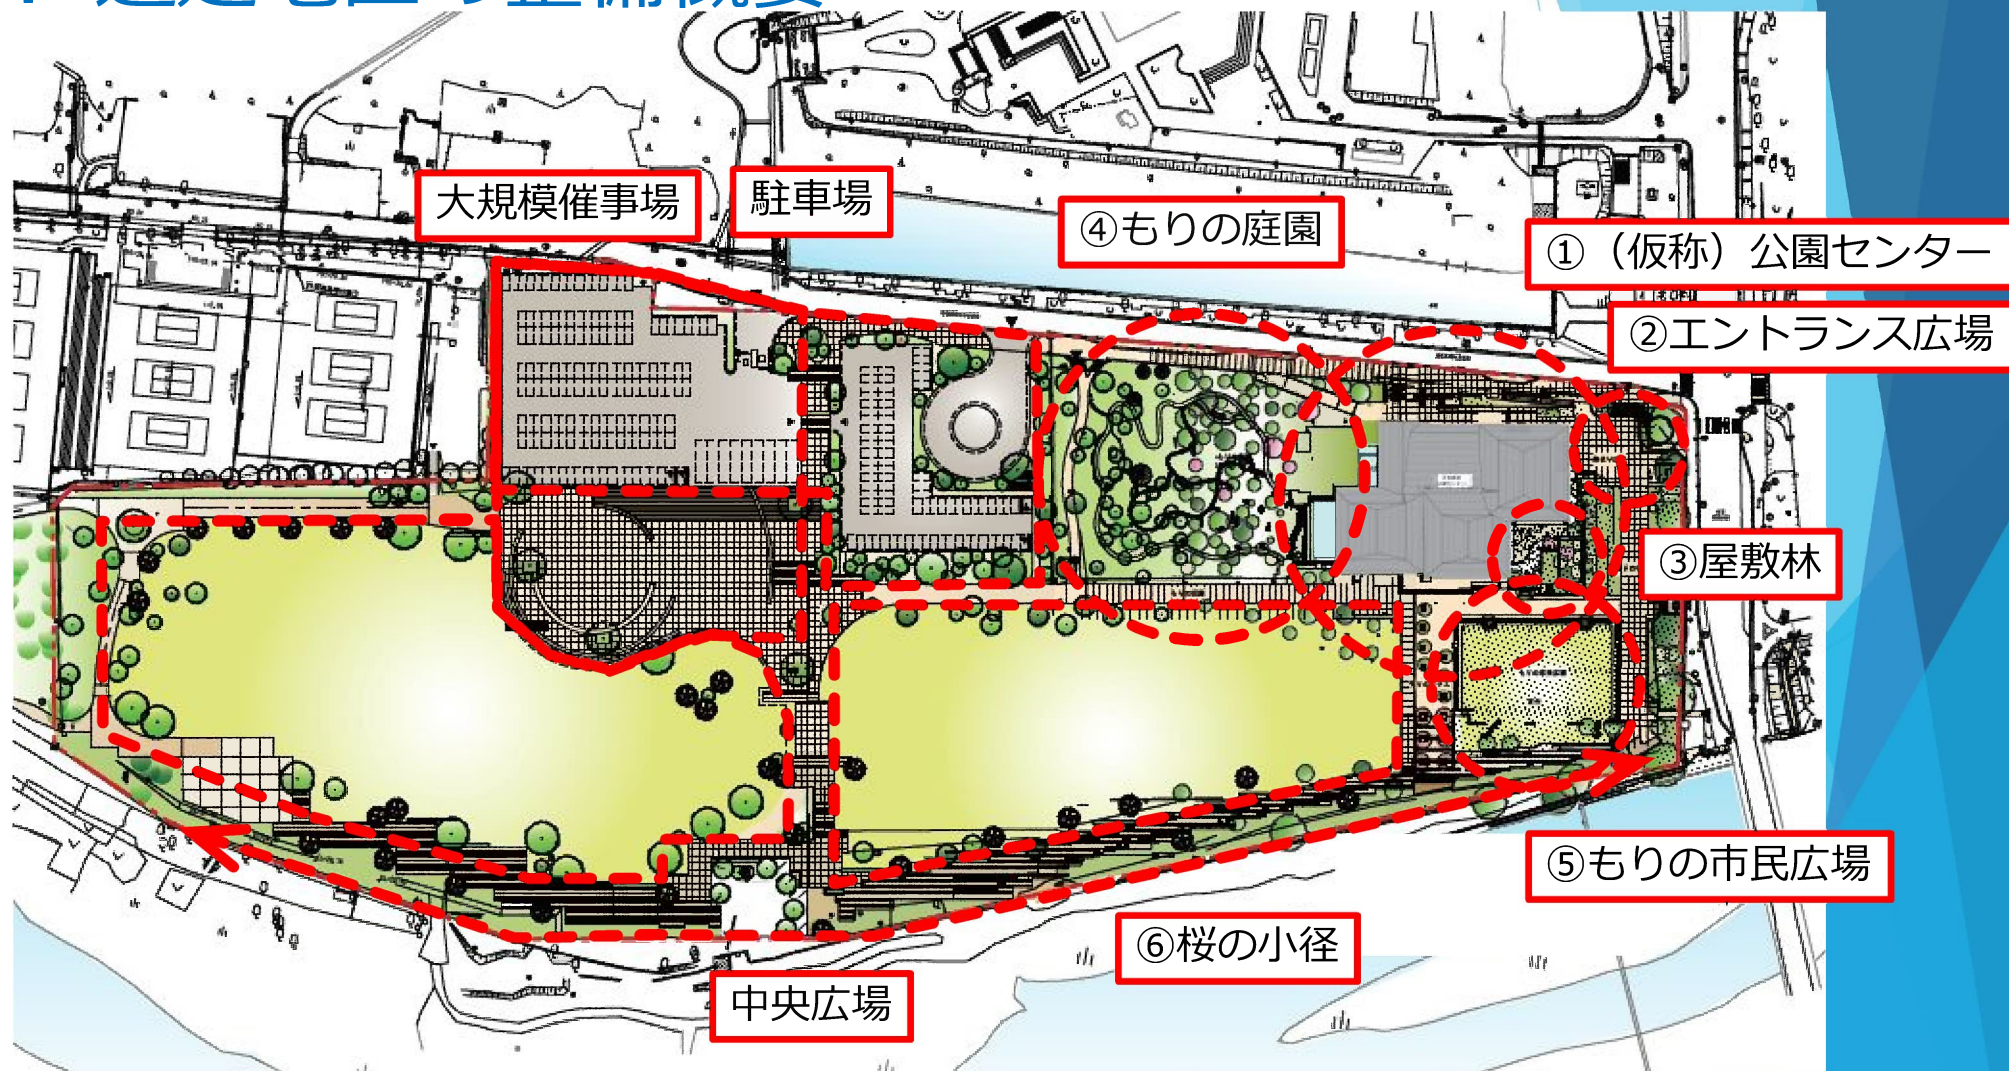 大規模催事場
駐車場
④もりの庭園
①（仮称）公園センター
②エントランス広場
③屋敷林
⑤もりの市民広場
⑥桜の小径
中央広場